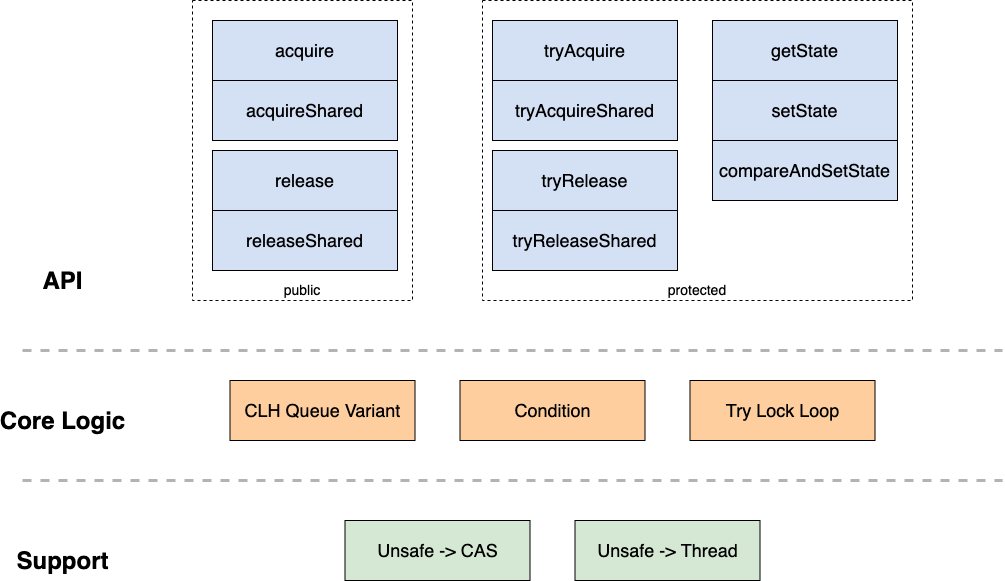 acquire
acquireShared
release
releaseShared
public
tryAcquire
tryAcquireShared
tryRelease
tryReleaseShared
getState
setState
compareAndSetState
protected
API
CLH Queue Variant
Condition
Try Lock Loop
Core Logic
Unsafe -> CAS
Unsafe -> Thread
Support